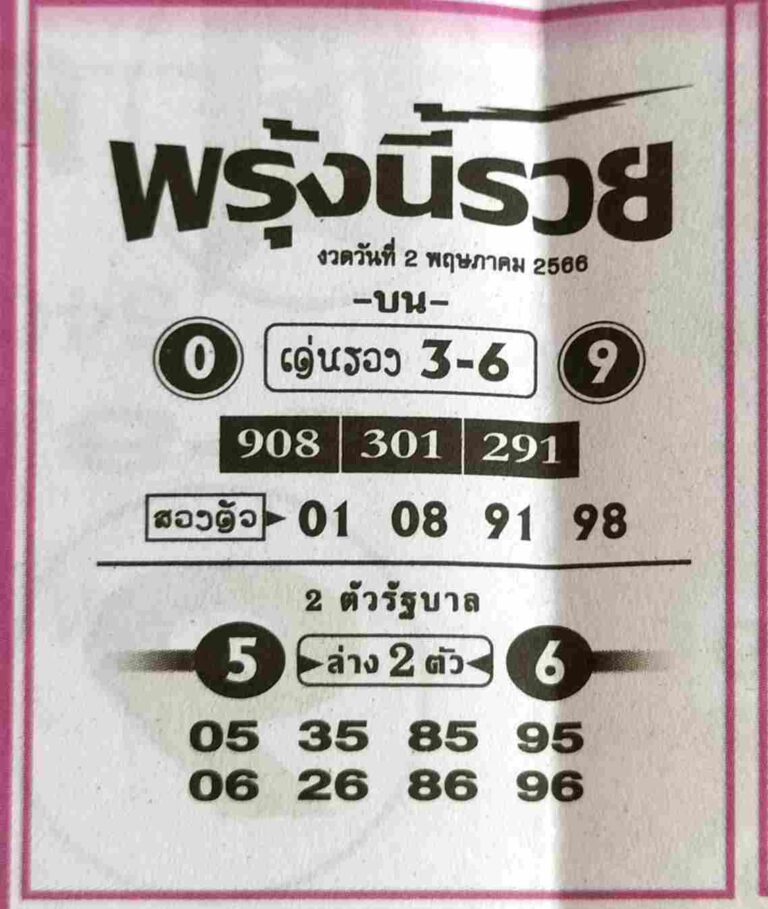 พรุ้งนี้รวย
งวดวันที่ 2 พฤษภาคม 2566
-บน-
0 เด่นรอง 3-6 9
908 301 291
สองตัว 01 08 91 98
2 ตัวรัฐบาล
5 ล่าง 2 ตัว 6
05 35 85 95
06 26 86 96